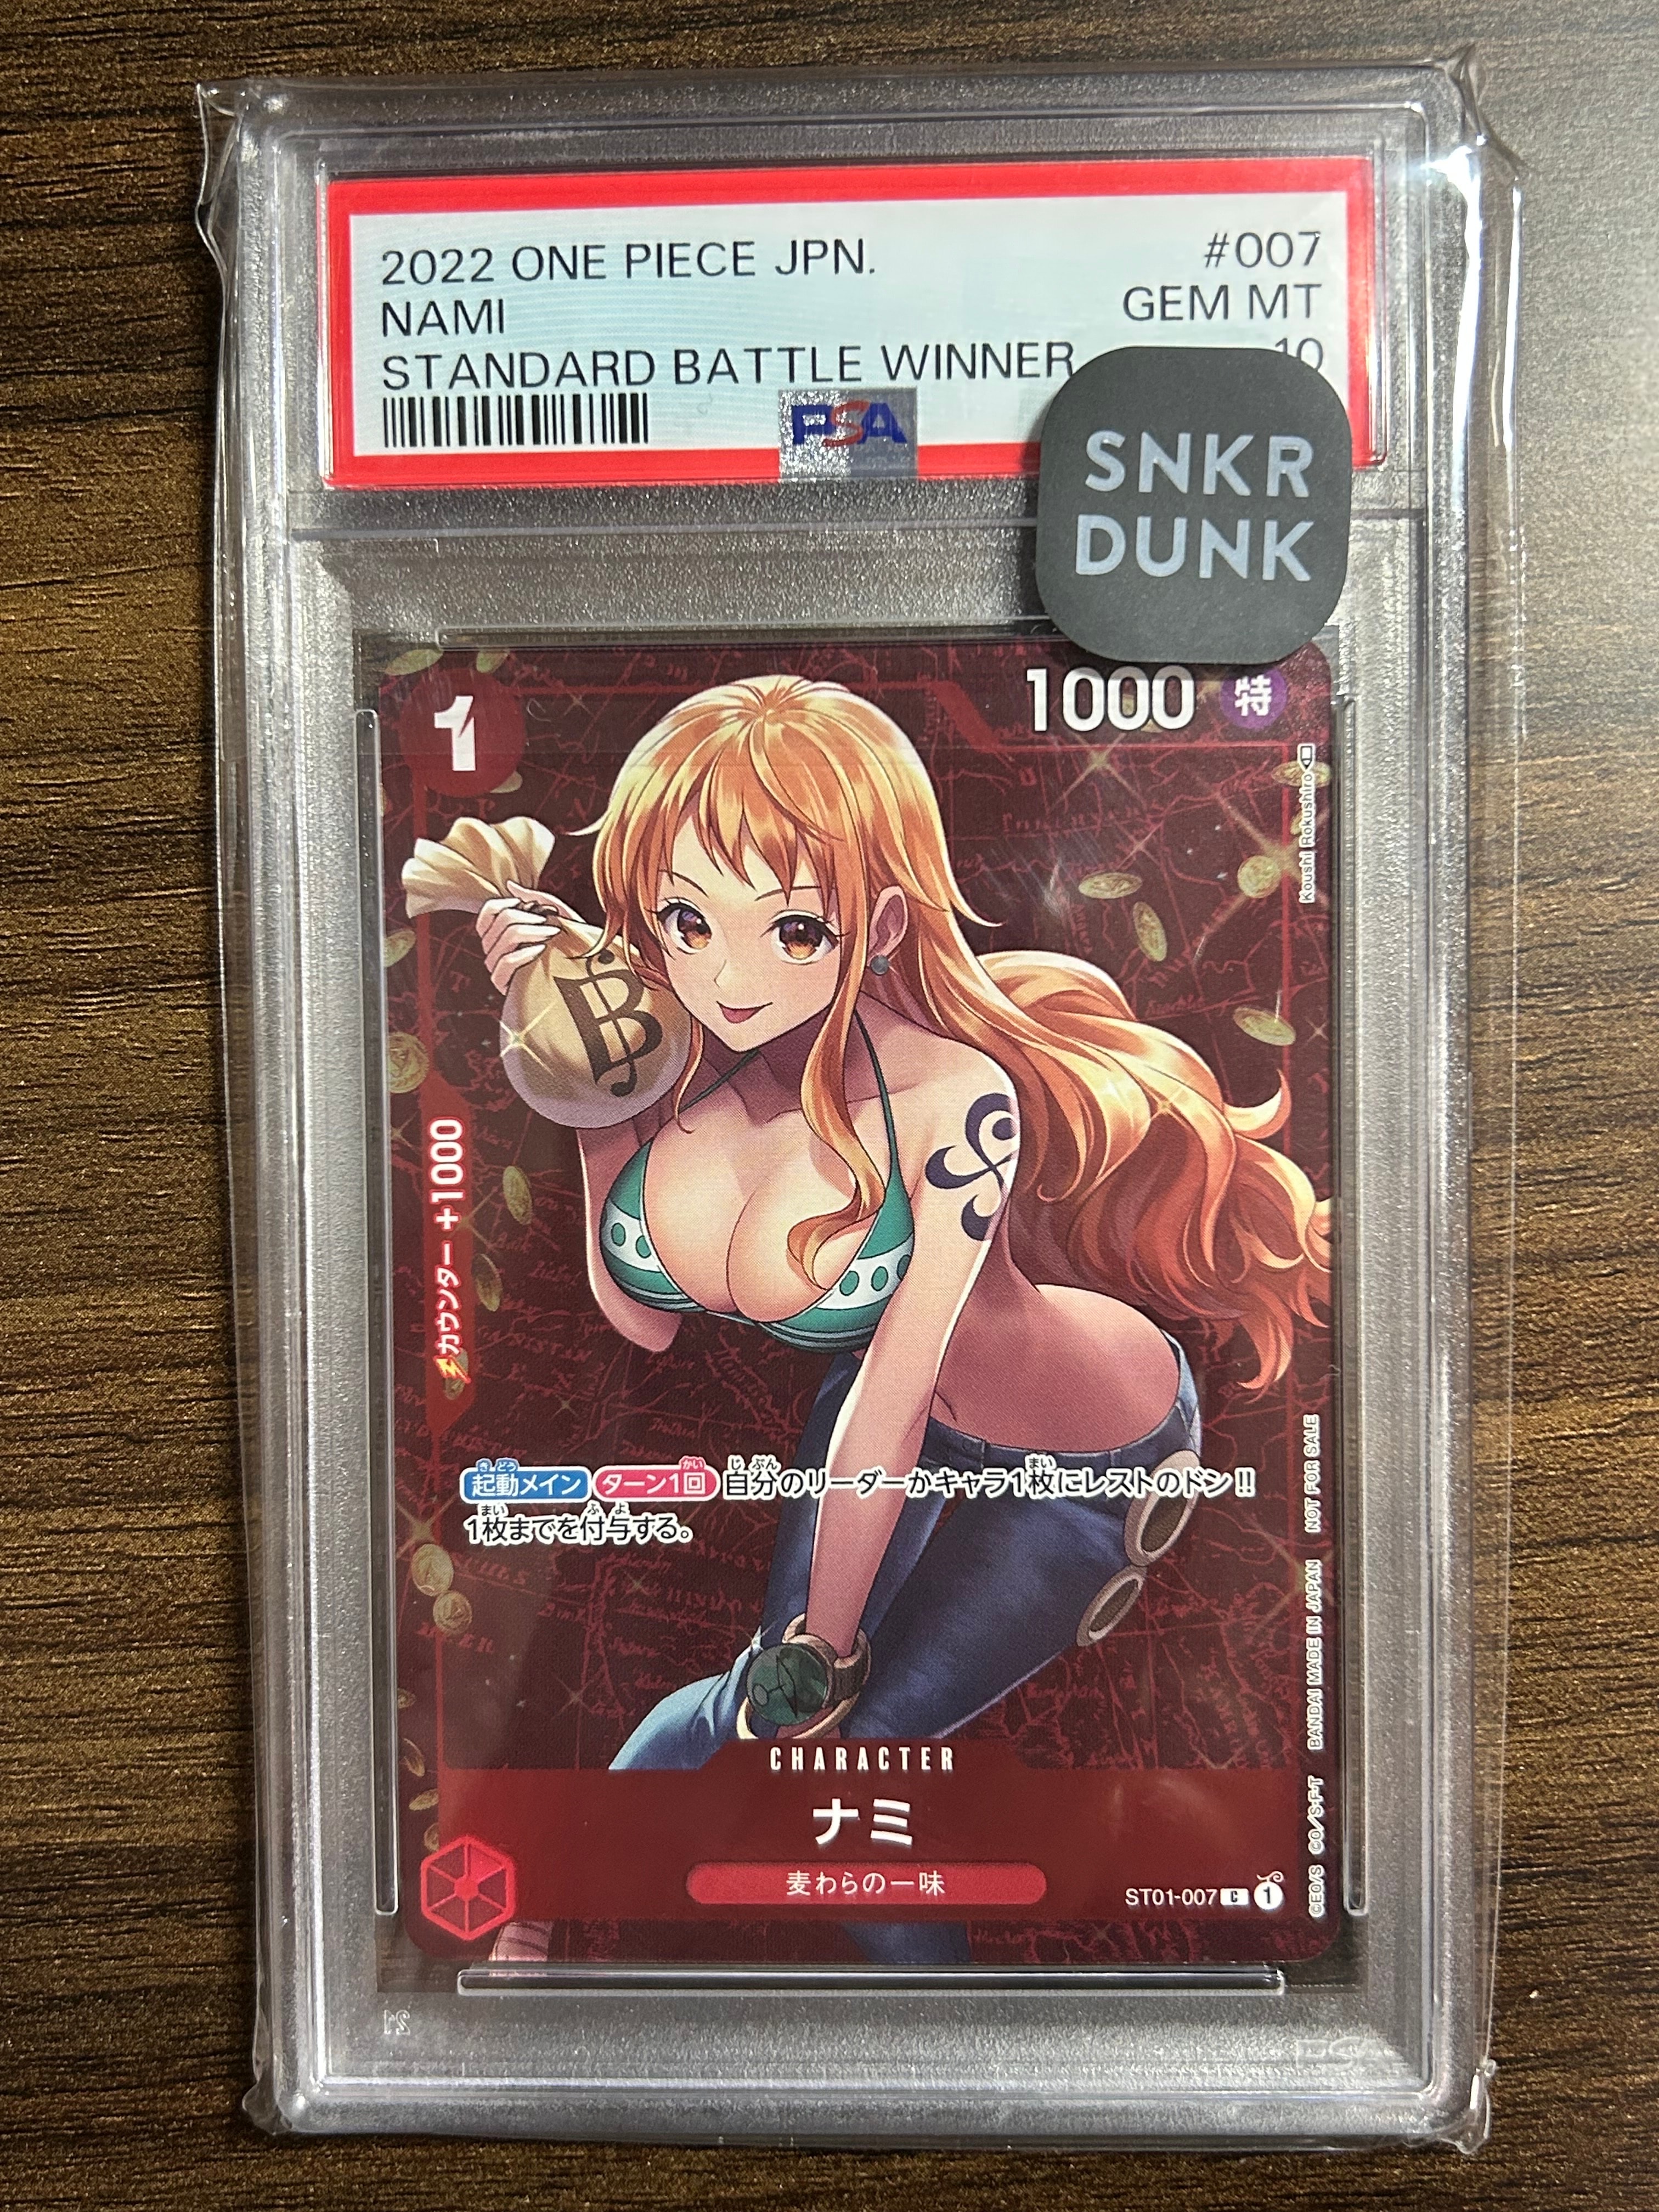 2022 ONE PIECE JPN. #007
NAMI GEM MT
STANDARD BATTLE WINNER 10
PSA
SNKR
DUNK
1
1000 特
Koushi Rokushiro
B
カウンター +1000
起動メイン ターン1回 自分のリーダーかキャラ1枚にレストのドン!!
1枚までを付与する。
CHARACTER
ナミ
麦わらの一味
ST01-007 C 1
©EO/S ©O/S・F・T BANDAI MADE IN JAPAN NOT FOR SALE